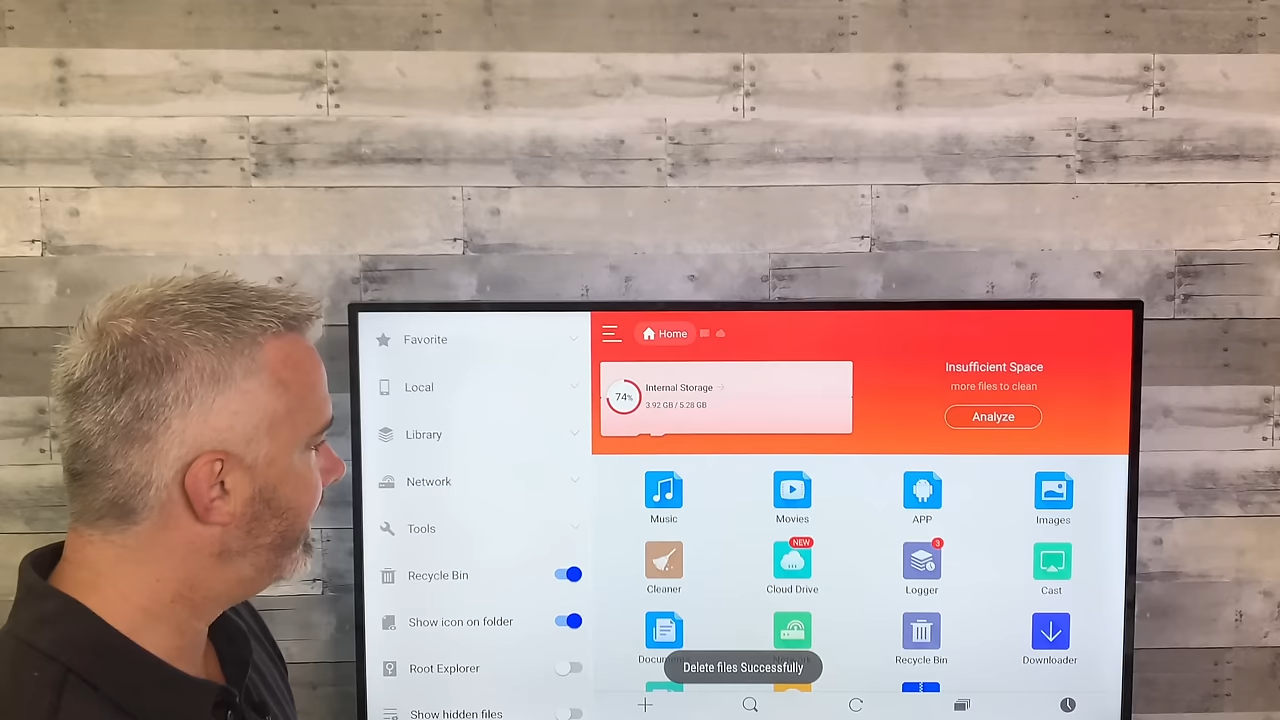 Favorite
Local
Library
Network
Tools
Recycle Bin
Show icon on folder
Root Explorer
Show hidden files
Home
74%
Internal Storage
3.92 GB / 5.28 GB
Insufficient Space
more files to clean
Analyze
Music
Movies
APP
Images
Cleaner
NEW
Cloud Drive
3
Logger
Cast
Recycle Bin
Downloader
Delete files Successfully